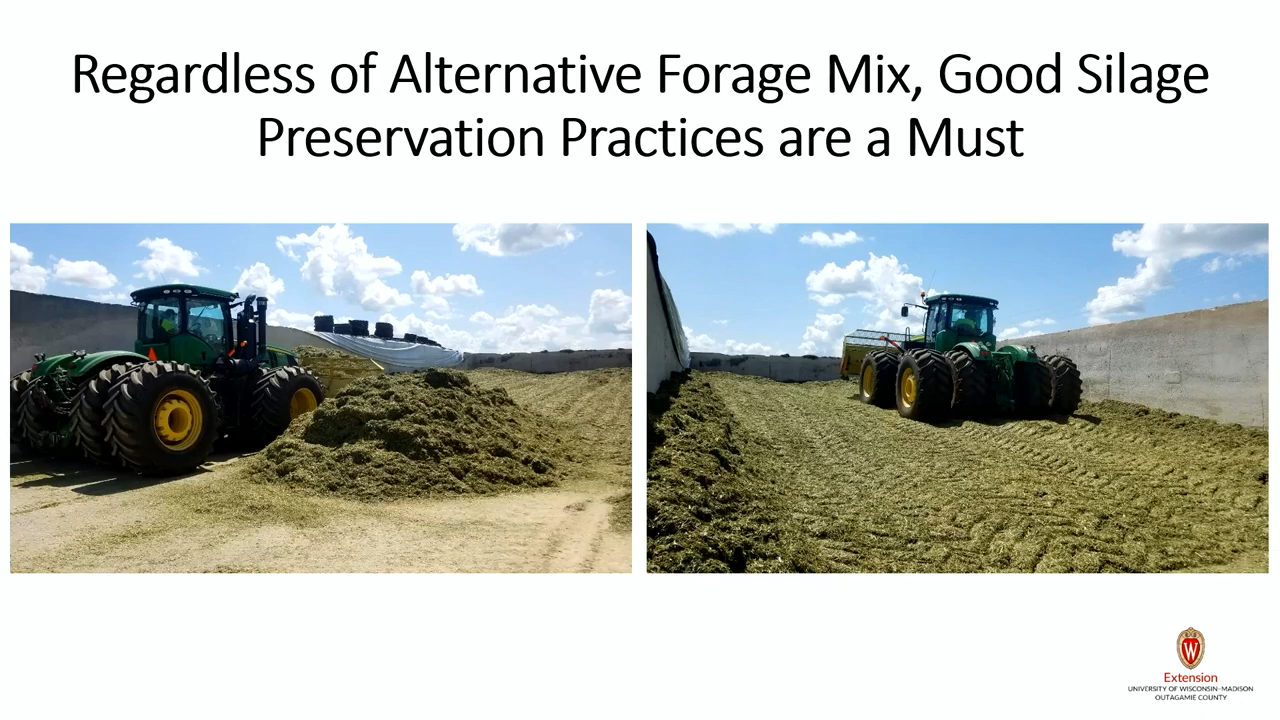 Regardless of Alternative Forage Mix, Good Silage
Preservation Practices are a Must
W
Extension
UNIVERSITY OF WISCONSIN-MADISON
OUTAGAMIE COUNTY